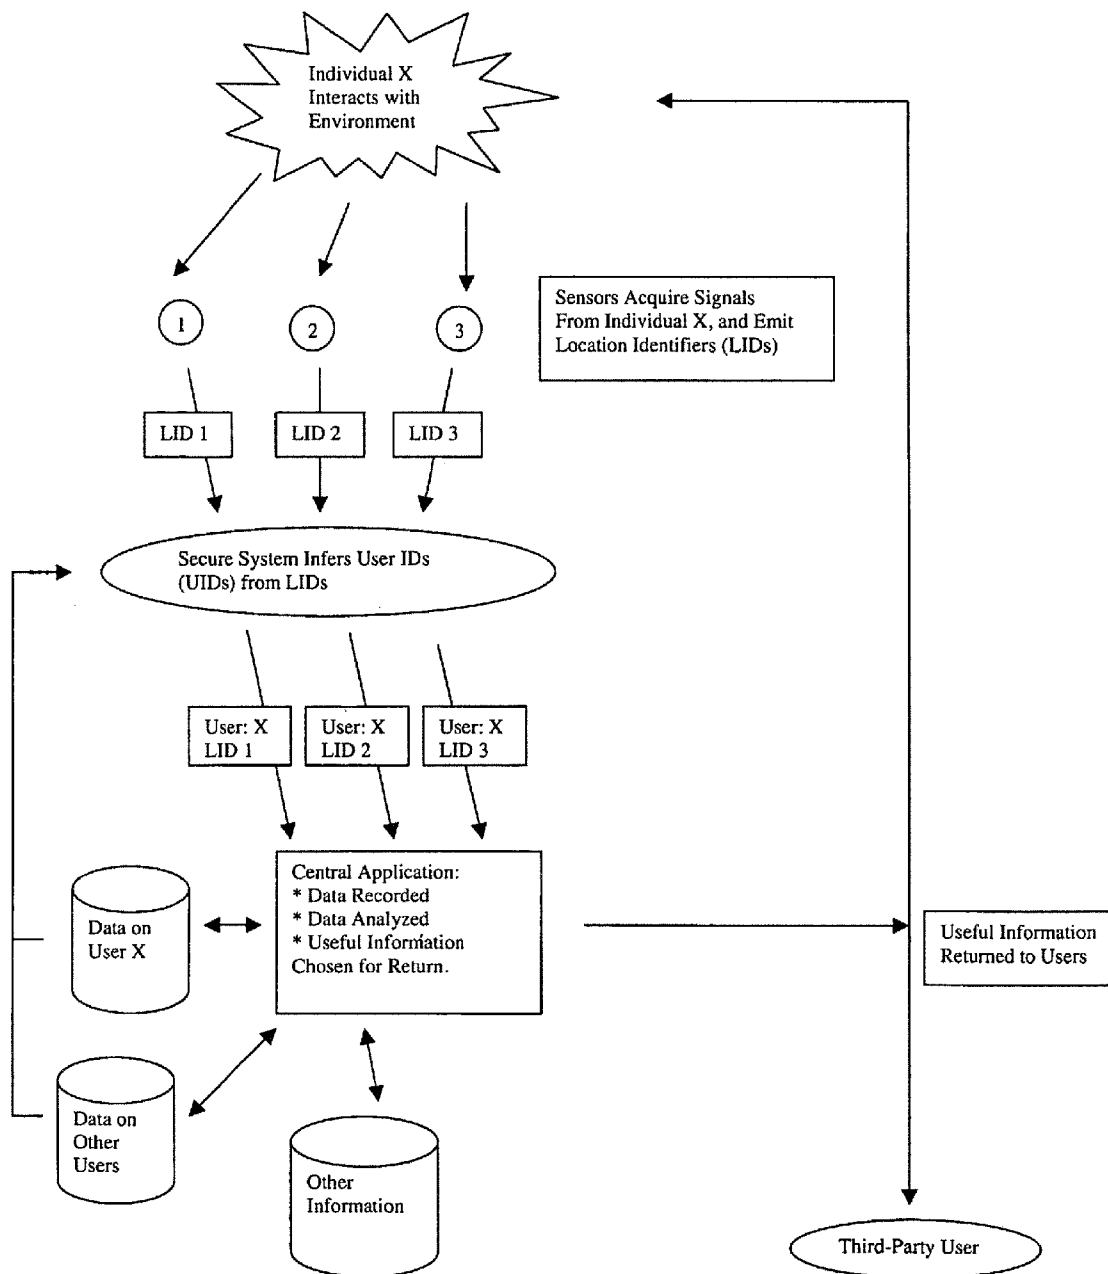 Individual X
Interacts with
Environment
1
2
3
Sensors Acquire Signals
From Individual X, and Emit
Location Identifiers (LIDs)
LID 1
LID 2
LID 3
Secure System Infers User IDs
(UIDs) from LIDs
User: X
LID 1
User: X
LID 2
User: X
LID 3
Central Application:
* Data Recorded
* Data Analyzed
* Useful Information
Chosen for Return.
Data on
User X
Useful Information
Returned to Users
Data on
Other
Users
Other
Information
Third-Party User